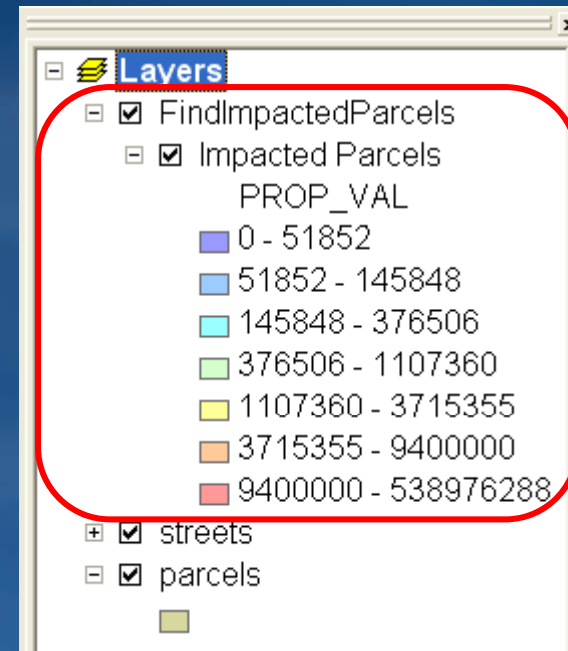 Layers
FindImpactedParcels
Impacted Parcels
PROP_VAL
0 - 51852
51852 - 145848
145848 - 376506
376506 - 1107360
1107360 - 3715355
3715355 - 9400000
9400000 - 538976288
streets
parcels